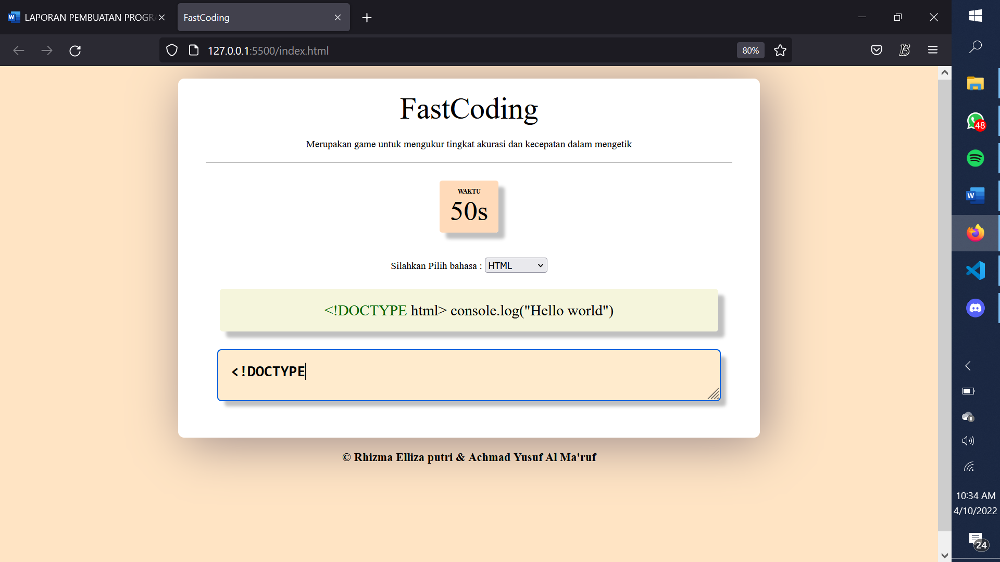 LAPORAN PEMBUATAN PROGRA
FastCoding
127.0.0.1:5500/index.html
80%
FastCoding
Merupakan game untuk mengukur tingkat akurasi dan kecepatan dalam mengetik
WAKTU
50s
Silahkan Pilih bahasa : HTML
<!DOCTYPE html> console.log("Hello world")
<!DOCTYPE
© Rhizma Elliza putri & Achmad Yusuf Al Ma'ruf
48
10:34 AM
4/10/2022
24